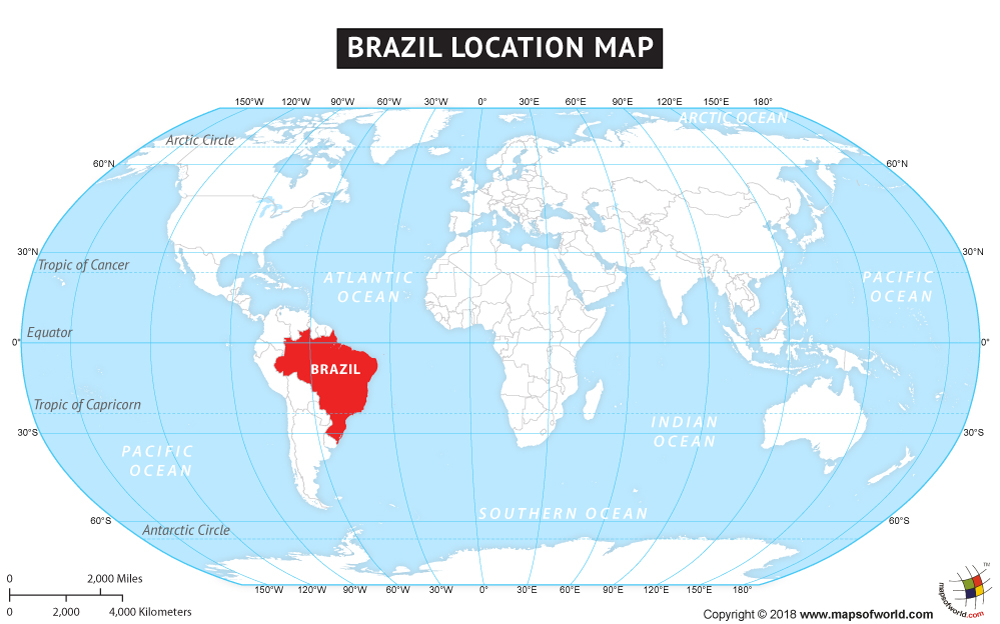 BRAZIL LOCATION MAP
150°W 120°W 90°W 60°W 30°W 0° 30°E 60°E 90°E 120°E 150°E 180°
ARCTIC OCEAN
Arctic Circle
60°N 60°N
30°N 30°N
Tropic of Cancer
ATLANTIC
OCEAN
PACIFIC
OCEAN
Equator
0° 0°
BRAZIL
Tropic of Capricorn
INDIAN
OCEAN
30°S 30°S
PACIFIC
OCEAN
SOUTHERN OCEAN
60°S 60°S
Antarctic Circle
150°W 120°W 90°W 60°W 30°W 0° 30°E 60°E 90°E 120°E 150°E 180°
0 2,000 Miles
0 2,000 4,000 Kilometers
Copyright © 2018 www.mapsofworld.com
mapsofworld.com
TM